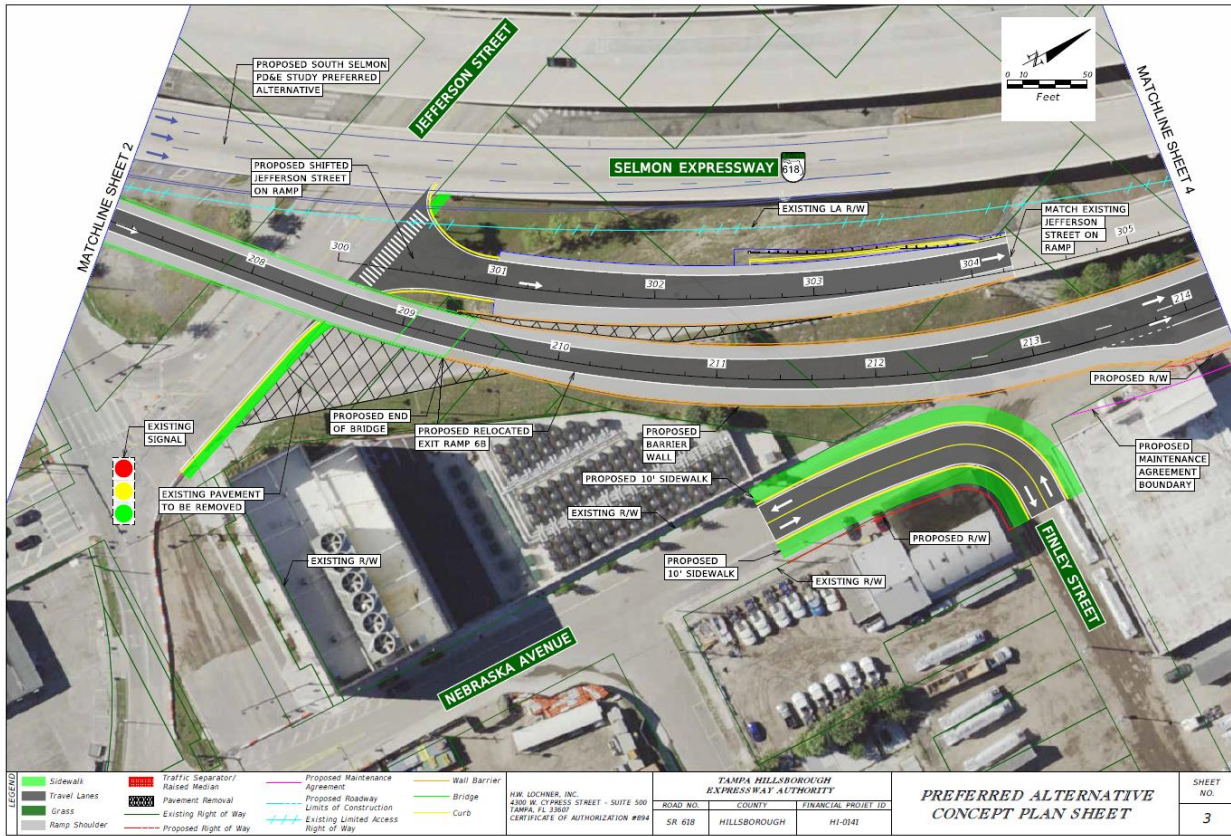 PROPOSED SOUTH SELMON
PD&E STUDY PREFERRED
ALTERNATIVE
JEFFERSON STREET
N
0 10 50
Feet
MATCHLINE SHEET 2
MATCHLINE SHEET 4
PROPOSED SHIFTED
JEFFERSON STREET
ON RAMP
SELMON EXPRESSWAY
618
EXISTING LA R/W
MATCH EXISTING
JEFFERSON
STREET ON
RAMP
300
301
302
303
304
305
208
209
210
211
212
213
214
EXISTING
SIGNAL
PROPOSED END
OF BRIDGE
PROPOSED RELOCATED
EXIT RAMP 6B
PROPOSED
BARRIER
WALL
PROPOSED R/W
PROPOSED
MAINTENANCE
AGREEMENT
BOUNDARY
EXISTING PAVEMENT
TO BE REMOVED
PROPOSED 10' SIDEWALK
EXISTING R/W
EXISTING R/W
PROPOSED R/W
PROPOSED
10' SIDEWALK
EXISTING R/W
FINLEY STREET
NEBRASKA AVENUE
LEGEND
Sidewalk
Travel Lanes
Grass
Ramp Shoulder
Traffic Separator/
Raised Median
Pavement Removal
Existing Right of Way
Proposed Right of Way
Proposed Maintenance
Agreement
Proposed Roadway
Limits of Construction
Existing Limited Access
Right of Way
Wall Barrier
Bridge
Curb
H.W. LOCHNER, INC.
4300 W. CYPRESS STREET - SUITE 500
TAMPA, FL 33607
CERTIFICATE OF AUTHORIZATION #894
TAMPA HILLSBOROUGH
EXPRESSWAY AUTHORITY
ROAD NO. COUNTY FINANCIAL PROJET ID
SR 618 HILLSBOROUGH HI-0141
PREFERRED ALTERNATIVE
CONCEPT PLAN SHEET
SHEET
NO.
3